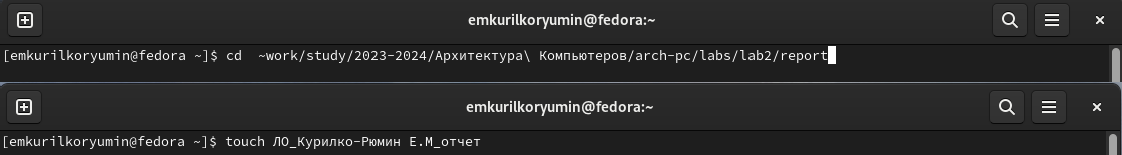 emkurilkoryumin@fedora:~
[emkurilkoryumin@fedora ~]$ cd  ~work/study/2023-2024/Архитектура\ Компьютеров/arch-pc/labs/lab2/report
emkurilkoryumin@fedora:~
[emkurilkoryumin@fedora ~]$ touch ЛО_Курилко-Рюмин Е.М_отчет